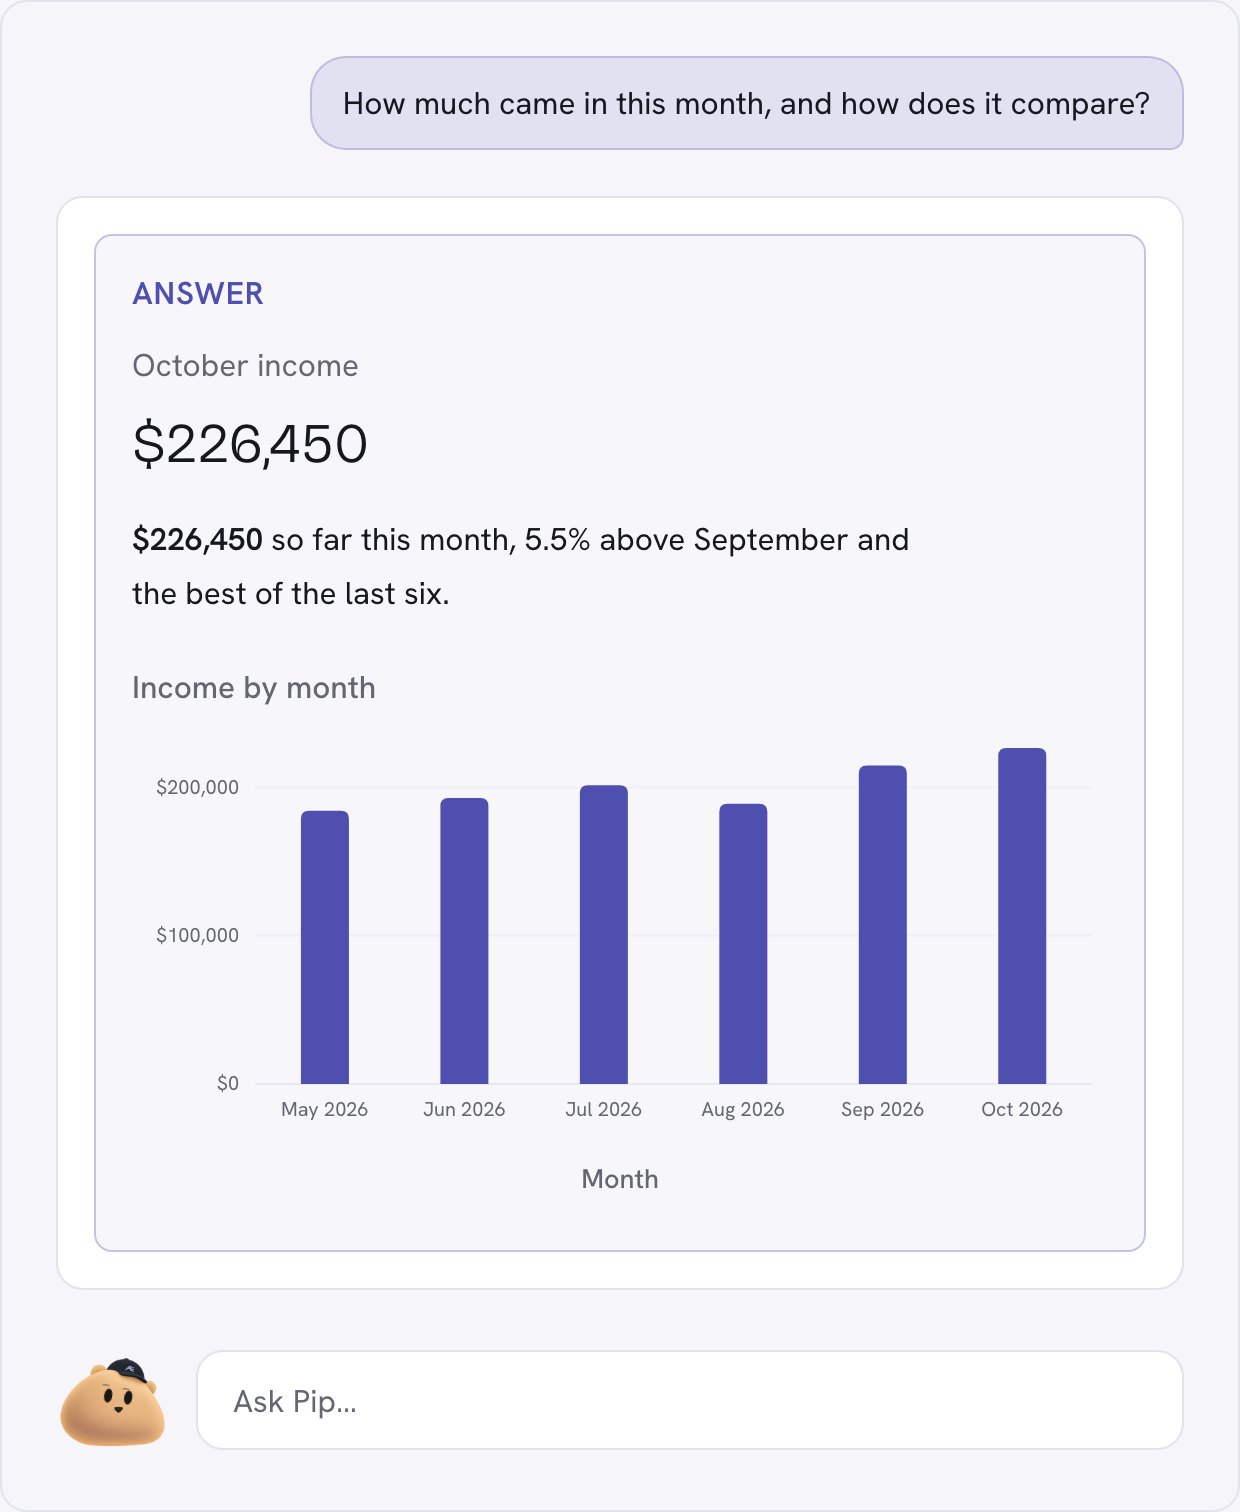 How much came in this month, and how does it compare?
ANSWER
October income
$226,450
$226,450 so far this month, 5.5% above September and
the best of the last six.
Income by month
$200,000
$100,000
$0
May 2026 Jun 2026 Jul 2026 Aug 2026 Sep 2026 Oct 2026
Month
Ask Pip...